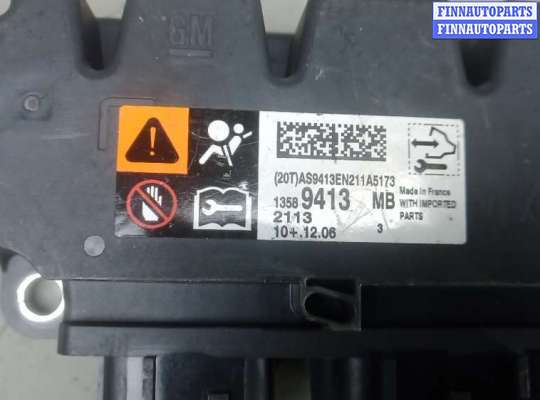 FINNAUTOPARTS
FINNAUTOPARTS
GM
(20T)AS9413EN211A5173
1358 9413 MB
Made in France
WITH IMPORTED
PARTS
2113
10+.12.06 3